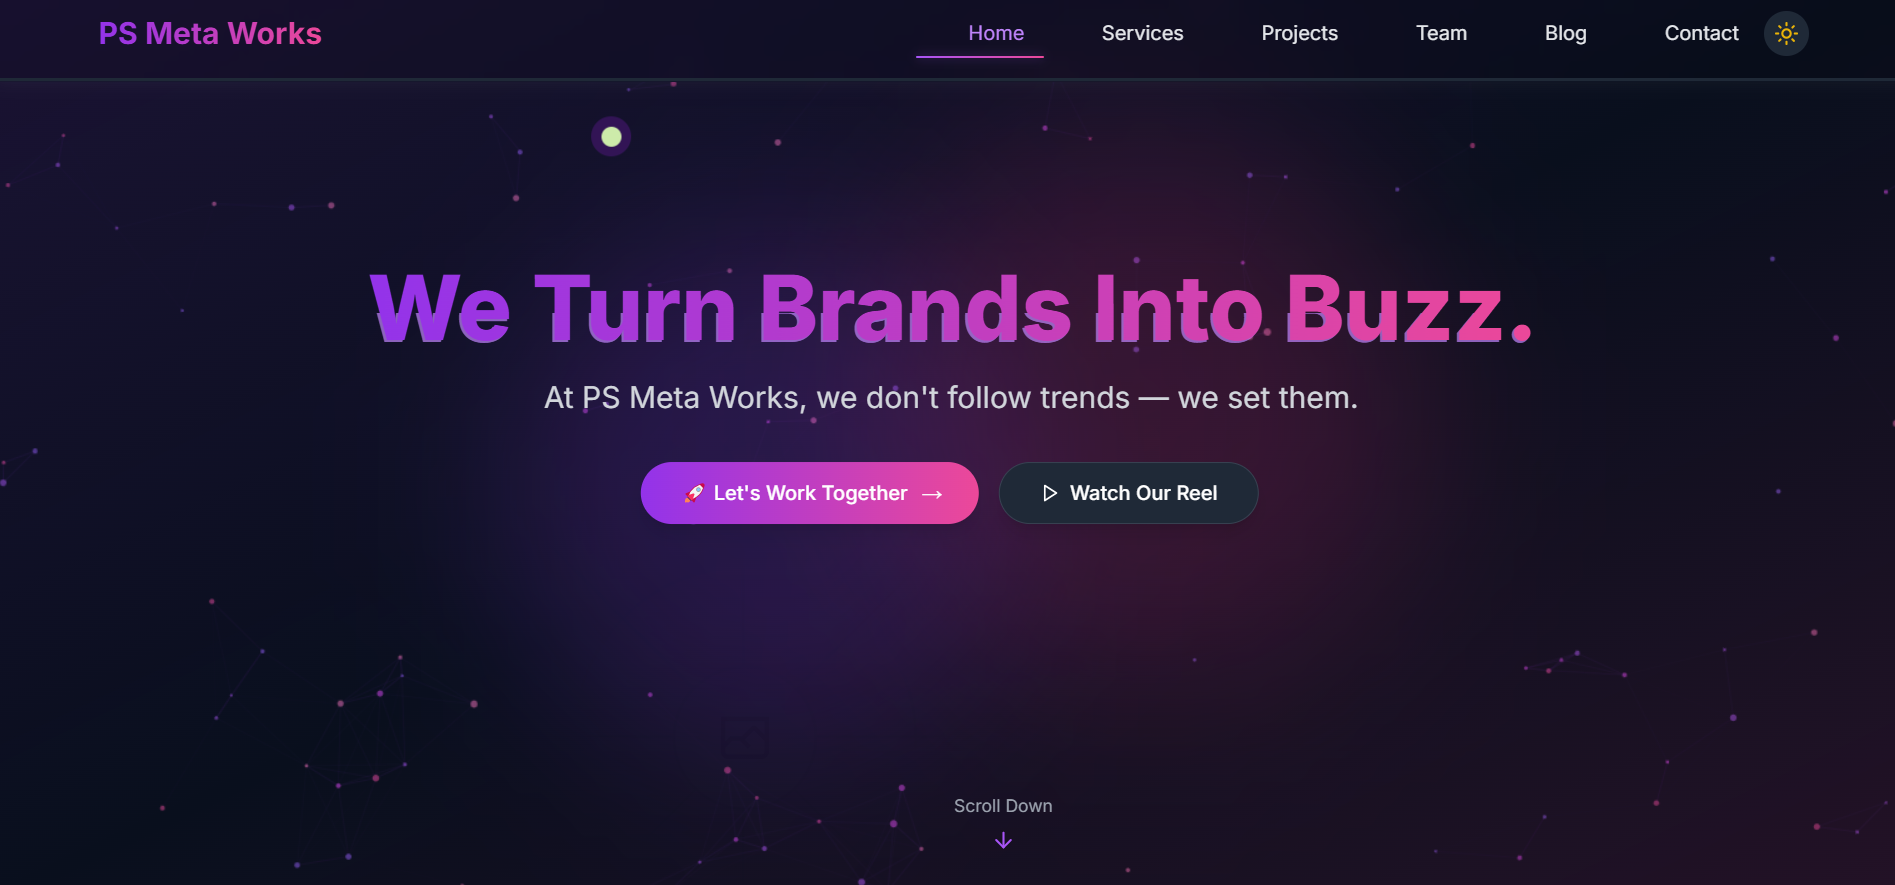 PS Meta Works
Home
Services
Projects
Team
Blog
Contact
We Turn Brands Into Buzz.
At PS Meta Works, we don't follow trends — we set them.
🚀 Let's Work Together →
Watch Our Reel
Scroll Down